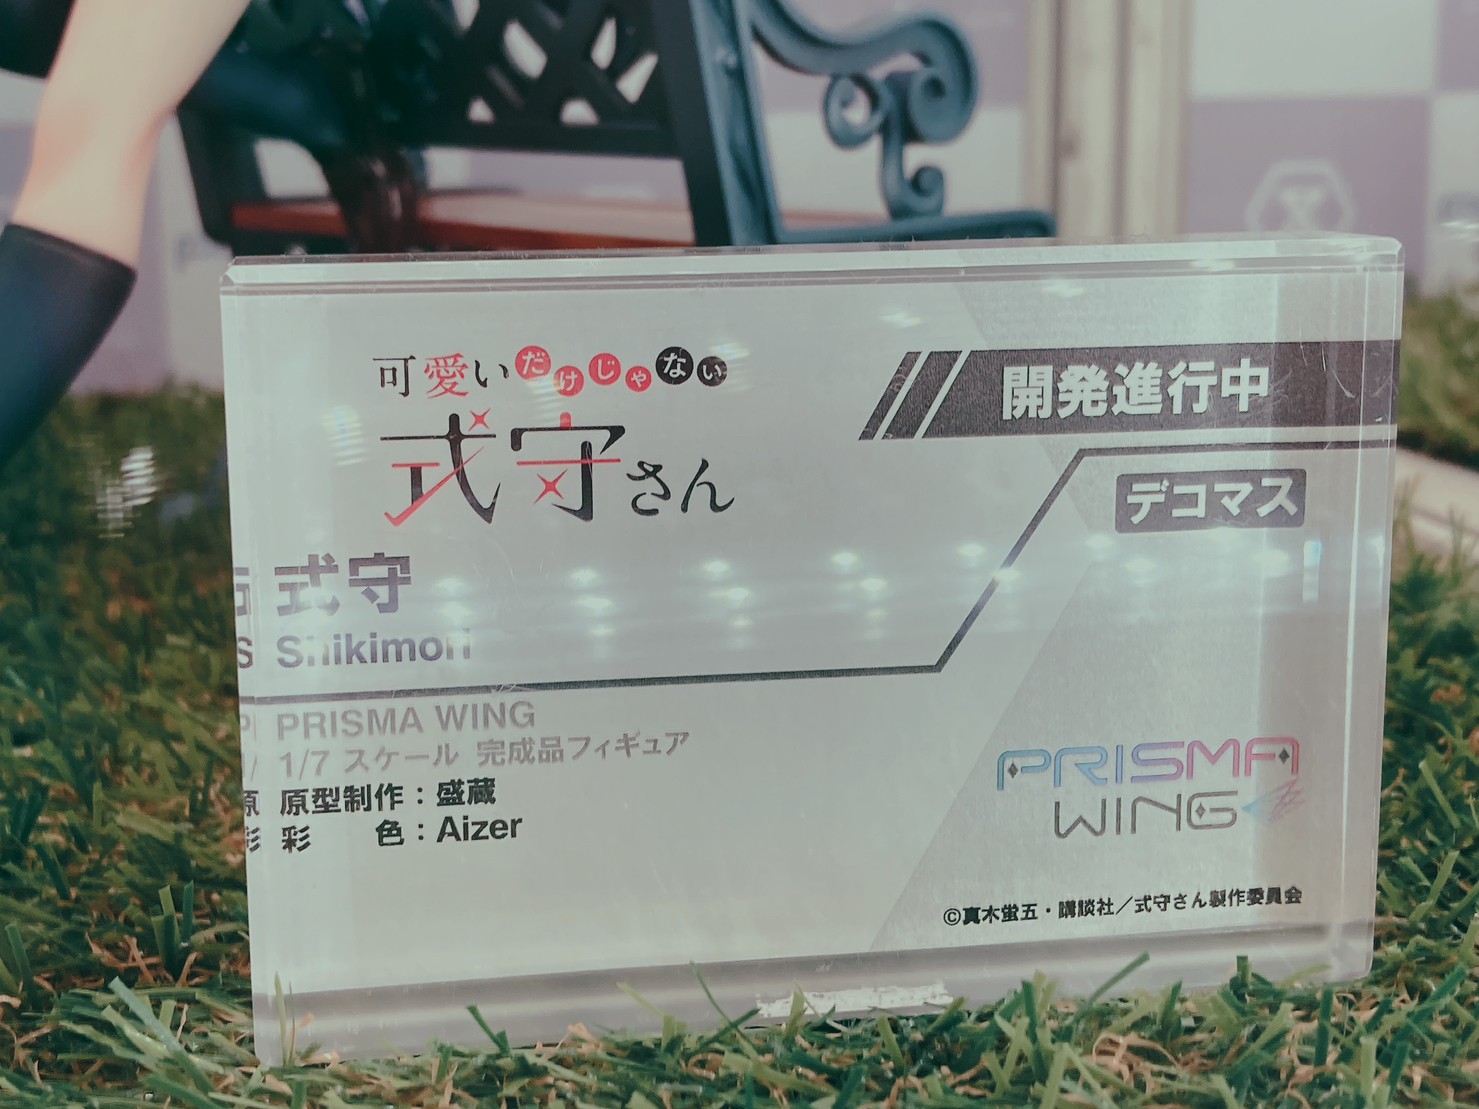 可愛いだけじゃない
式守さん
開発進行中
デコマス
式守
Shikimori
PRISMA WING
1/7 スケール 完成品フィギュア
原型制作：盛蔵
彩　　色：Aizer
PRISMA
WING
©真木蛍五・講談社／式守さん製作委員会